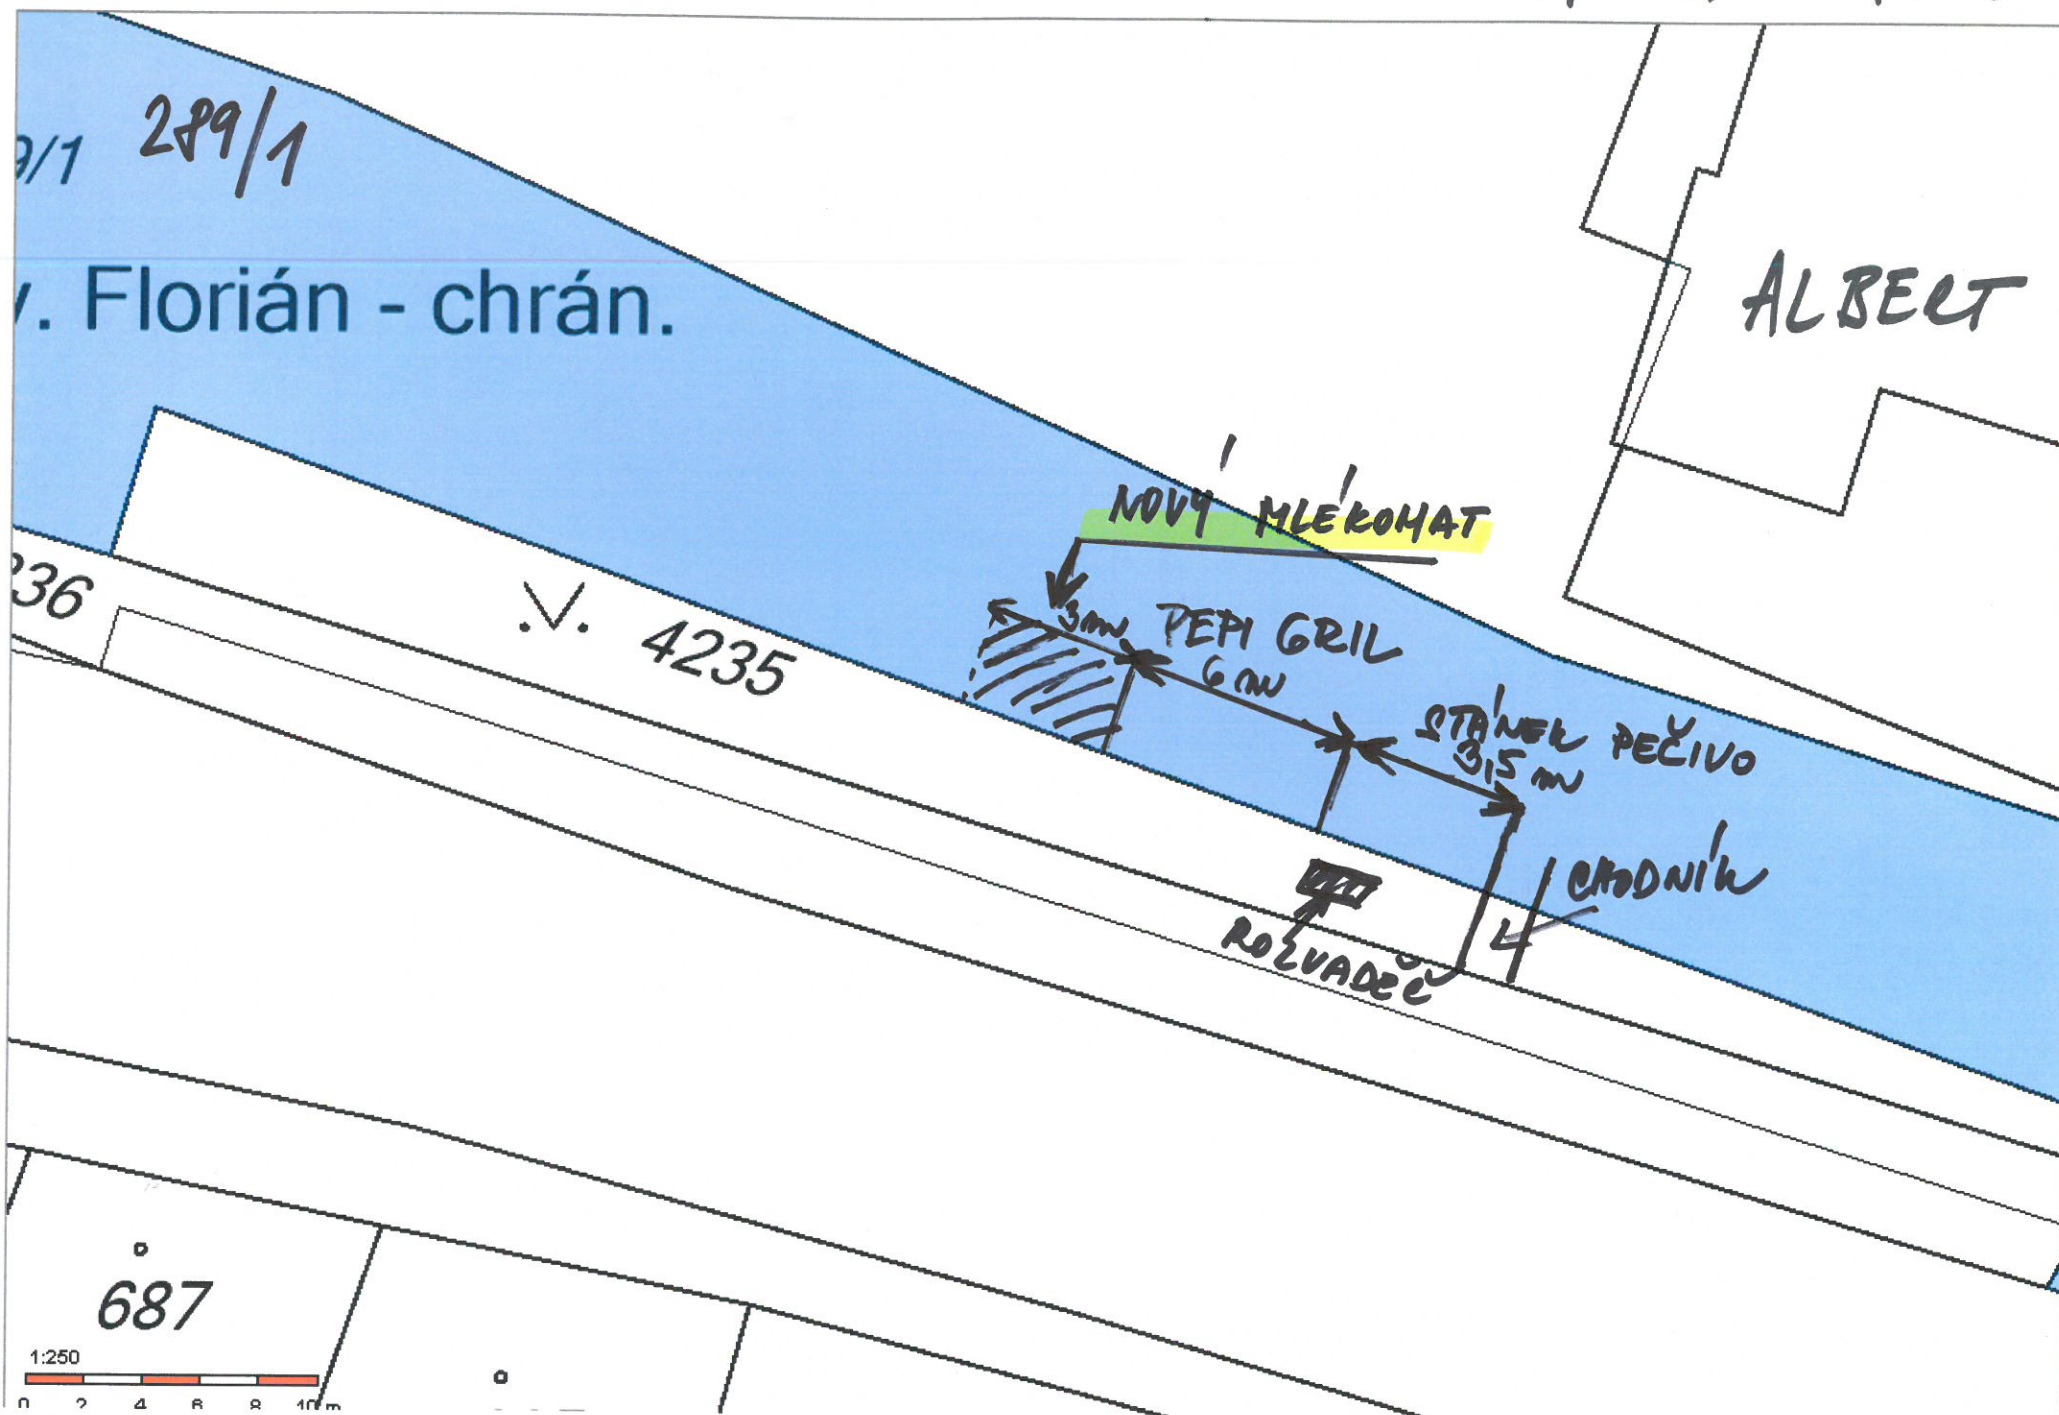 289/1
9/1
v. Florián - chrán.
ALBERT
NOVÝ MLÉKOMAT
3m
PEPI GRIL
6 m
STÁNEK PEČIVO
3,5 m
236
.V. 4235
CHODNÍK
ROZVADĚČ
687
1:250
0 2 4 6 8 10 m